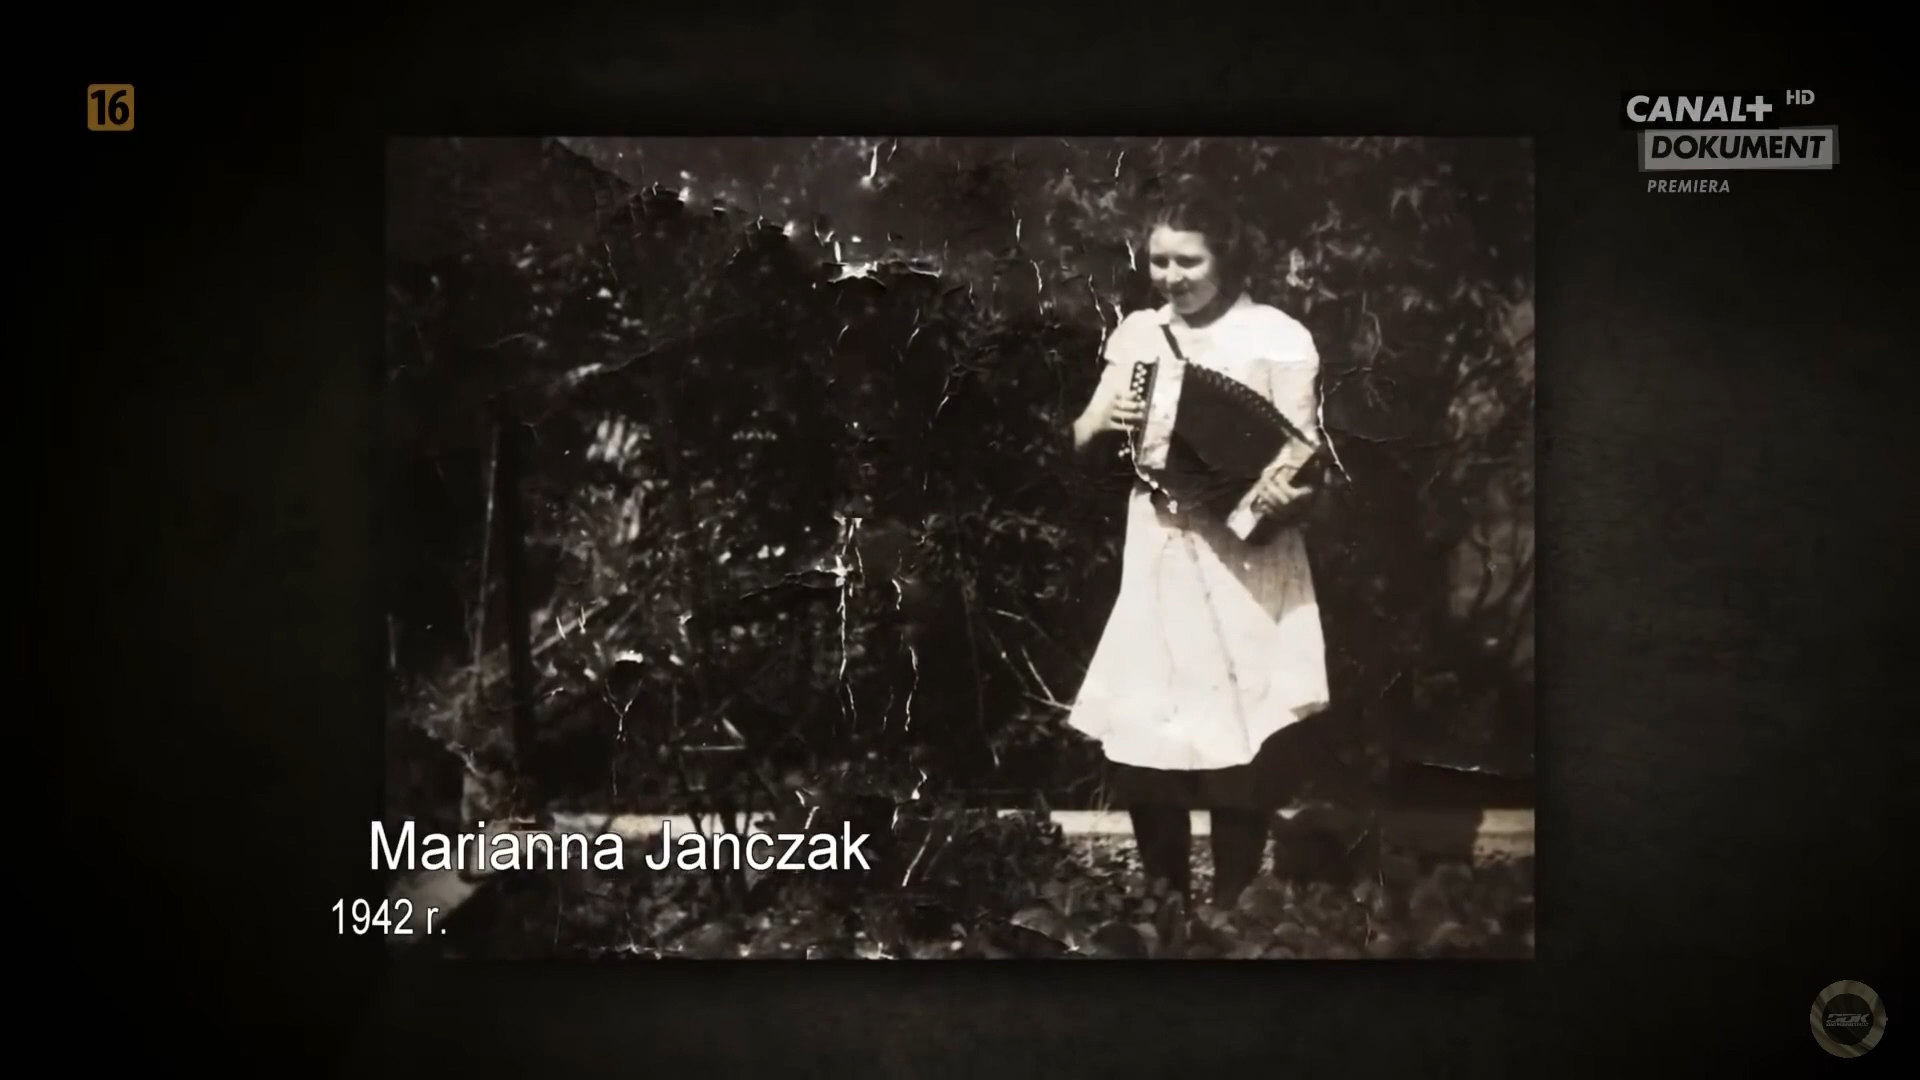 16
CANAL+ HD
DOKUMENT
PREMIERA
Marianna Janczak
1942 r.